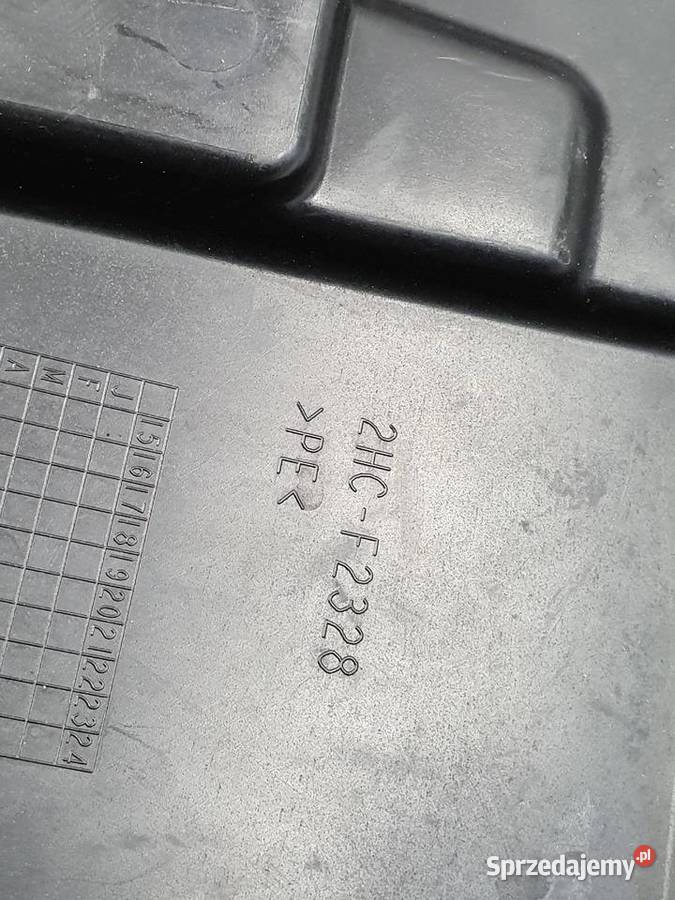 2HC-F2328
>PE<
15 16 17 18 19 20 21 22 23 24
J
F
M
A
Sprzedajemy.pl